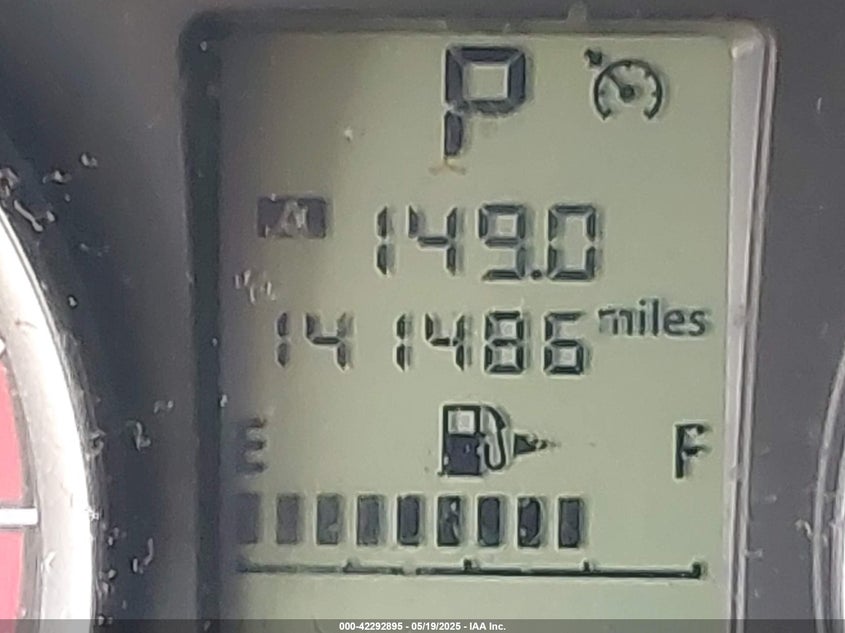 P
A 149.0
141486 miles
E F
000-42292895 - 05/19/2025 - IAA Inc.